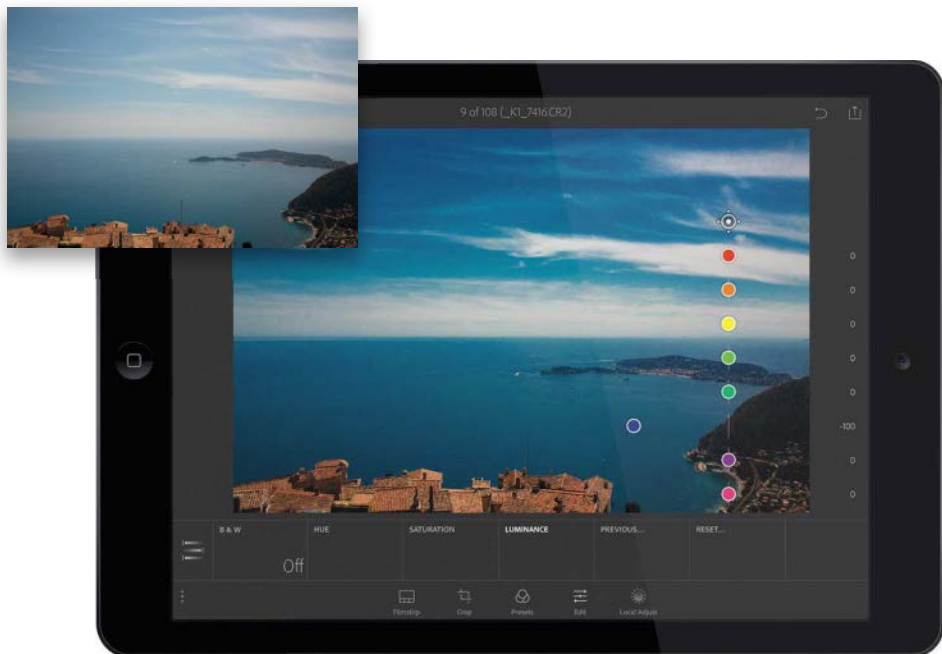 9 of 108 (_K1_7416.CR2)
0
0
0
0
0
-100
0
0
B & W
HUE
SATURATION
LUMINANCE
PREVIOUS...
RESET...
Off
Filmstrip
Crop
Presets
Edit
Local Adjust